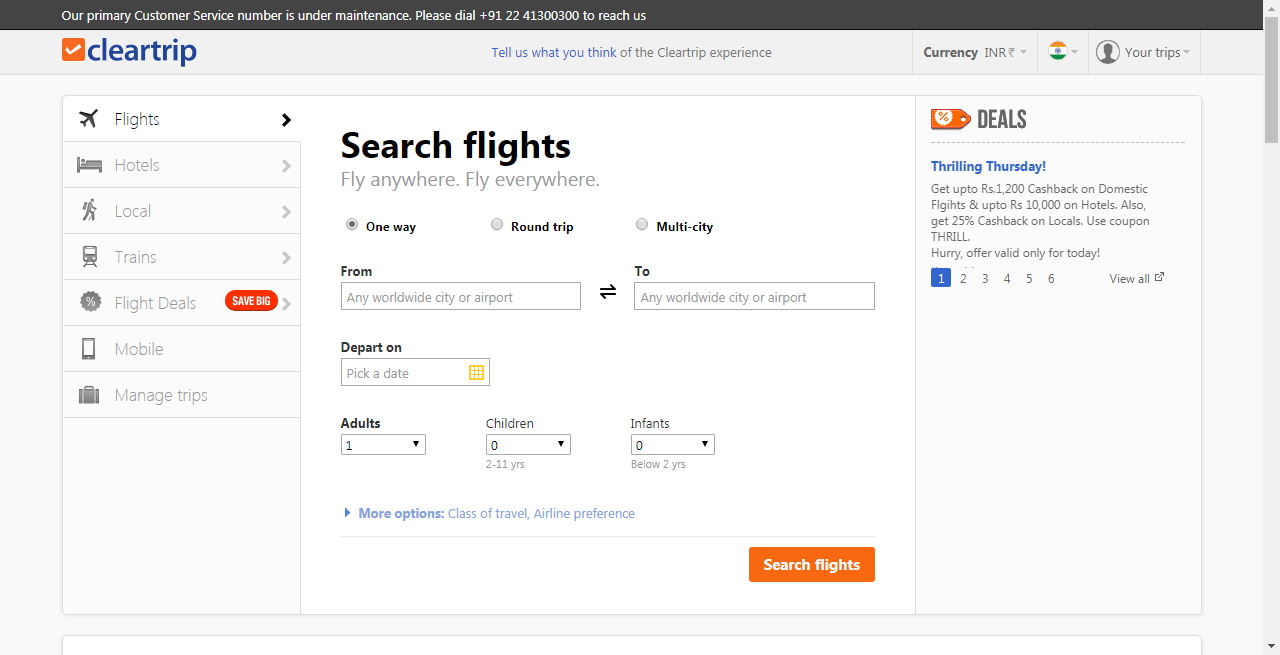 Our primary Customer Service number is under maintenance. Please dial +91 22 41300300 to reach us
cleartrip
Tell us what you think of the Cleartrip experience
Currency INR ₹
Your trips
Flights
Hotels
Local
Trains
%
Flight Deals
SAVE BIG
Mobile
Manage trips
Search flights
Fly anywhere. Fly everywhere.
One way
Round trip
Multi-city
From
To
Any worldwide city or airport
Any worldwide city or airport
Depart on
Pick a date
Adults
Children
Infants
1
0
0
2-11 yrs
Below 2 yrs
More options: Class of travel, Airline preference
Search flights
% DEALS
Thrilling Thursday!
Get upto Rs.1,200 Cashback on Domestic
Flgihts & upto Rs 10,000 on Hotels. Also,
get 25% Cashback on Locals. Use coupon
THRILL.
Hurry, offer valid only for today!
1 2 3 4 5 6
View all